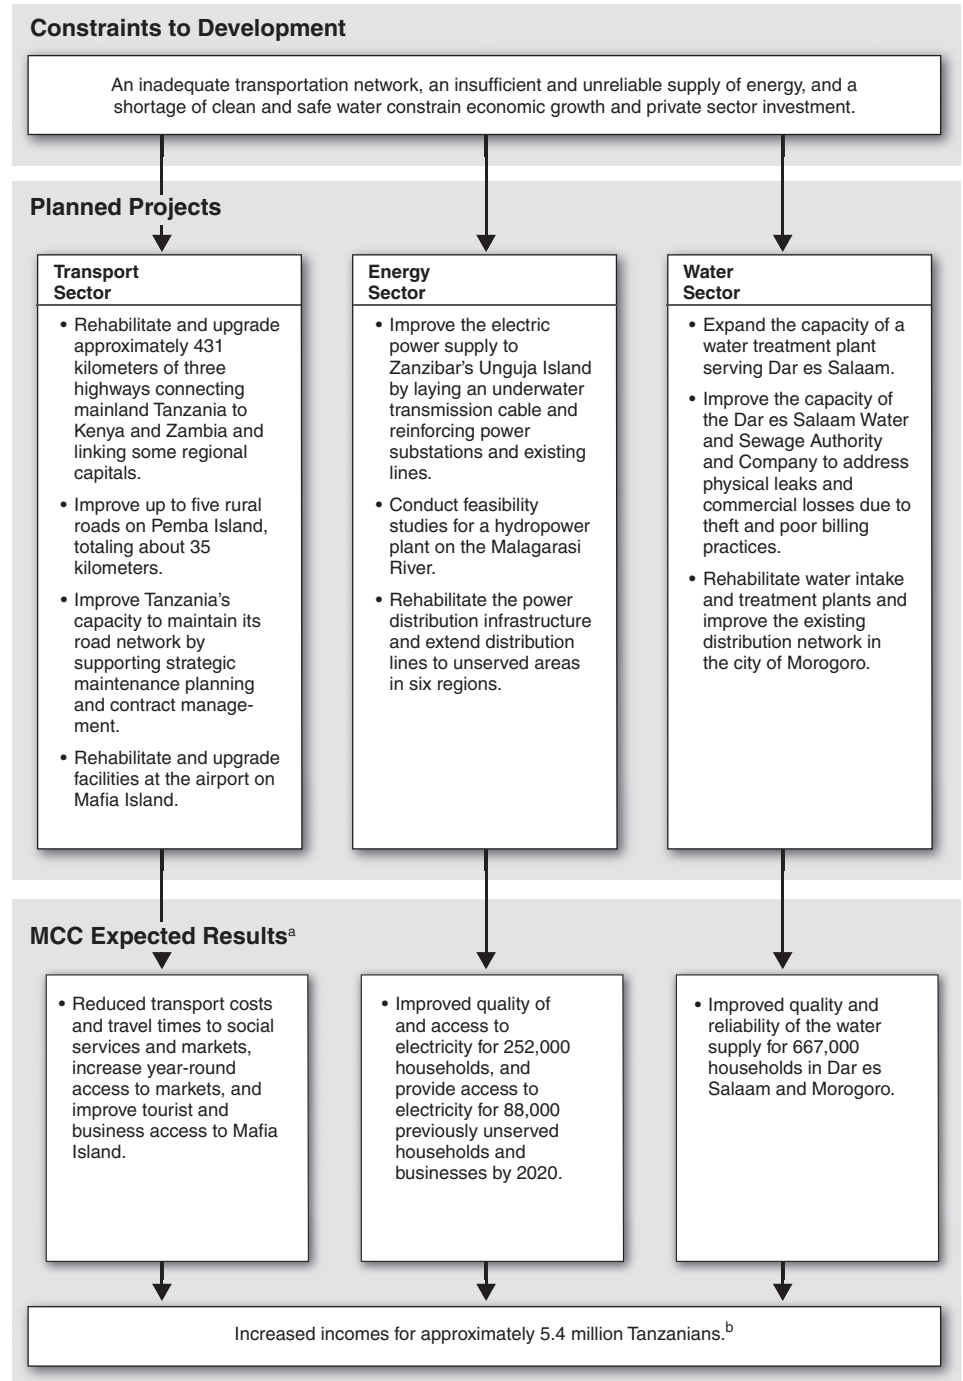 Constraints to Development
An inadequate transportation network, an insufficient and unreliable supply of energy, and a
shortage of clean and safe water constrain economic growth and private sector investment.
Planned Projects
Transport
Sector
• Rehabilitate and upgrade
approximately 431
kilometers of three
highways connecting
mainland Tanzania to
Kenya and Zambia and
linking some regional
capitals.
• Improve up to five rural
roads on Pemba Island,
totaling about 35
kilometers.
• Improve Tanzania's
capacity to maintain its
road network by
supporting strategic
maintenance planning
and contract manage-
ment.
• Rehabilitate and upgrade
facilities at the airport on
Mafia Island.
Energy
Sector
• Improve the electric
power supply to
Zanzibar's Unguja Island
by laying an underwater
transmission cable and
reinforcing power
substations and existing
lines.
• Conduct feasibility
studies for a hydropower
plant on the Malagarasi
River.
• Rehabilitate the power
distribution infrastructure
and extend distribution
lines to unserved areas
in six regions.
Water
Sector
• Expand the capacity of a
water treatment plant
serving Dar es Salaam.
• Improve the capacity of
the Dar es Salaam Water
and Sewage Authority
and Company to address
physical leaks and
commercial losses due to
theft and poor billing
practices.
• Rehabilitate water intake
and treatment plants and
improve the existing
distribution network in
the city of Morogoro.
MCC Expected Resultsᵃ
• Reduced transport costs
and travel times to social
services and markets,
increase year-round
access to markets, and
improve tourist and
business access to Mafia
Island.
• Improved quality of
and access to
electricity for 252,000
households, and
provide access to
electricity for 88,000
previously unserved
households and
businesses by 2020.
• Improved quality and
reliability of the water
supply for 667,000
households in Dar es
Salaam and Morogoro.
Increased incomes for approximately 5.4 million Tanzanians.ᵇ